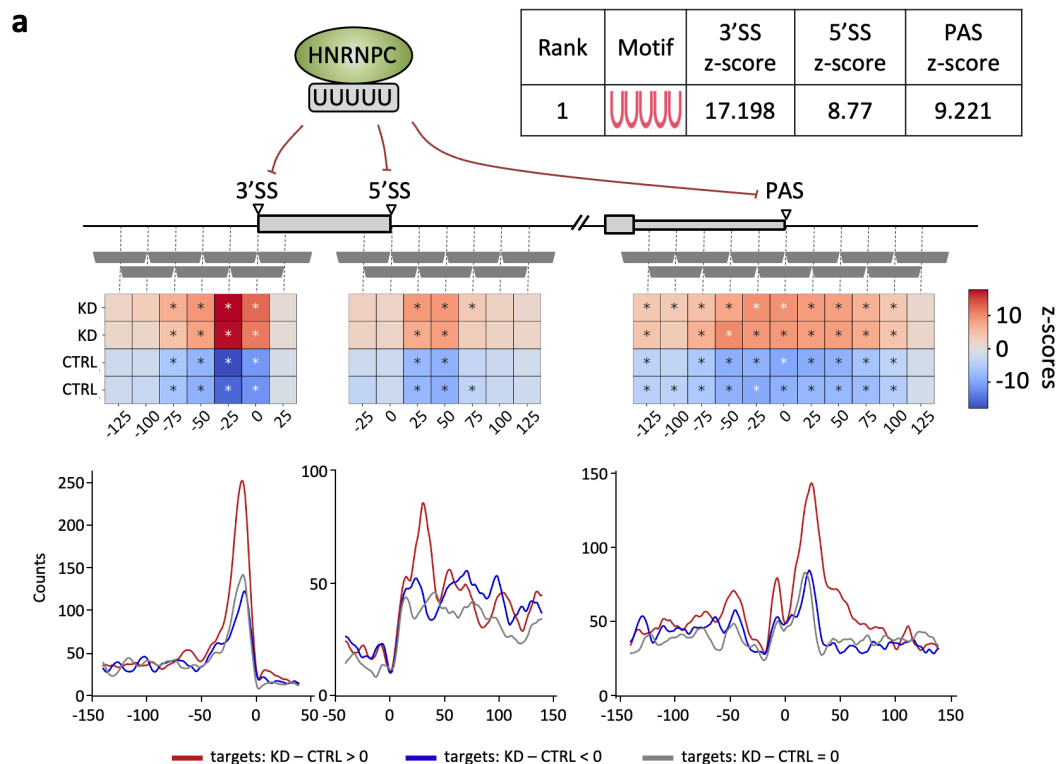 a
HNRNPC
UUUUU
Rank Motif 3'SS z-score 5'SS z-score PAS z-score
1 UUUUU 17.198 8.77 9.221
3'SS 5'SS PAS
KD * * * * * * * * * * * * * * * * * *
KD * * * * * * * * * * * * * * *
CTRL * * * * * * * * * * * * * * *
CTRL * * * * * * * * * * * * * * * * *
-125 -100 -75 -50 -25 0 25
-25 0 25 50 75 100 125
-125 -100 -75 -50 -25 0 25 50 75 100 125
10
0
-10
z-scores
Counts
250
200
150
100
50
0
-150 -100 -50 0 50
100
50
0
-50 0 50 100 150
150
100
50
0
-150 -100 -50 0 50 100 150
targets: KD – CTRL > 0 targets: KD – CTRL < 0 targets: KD – CTRL = 0